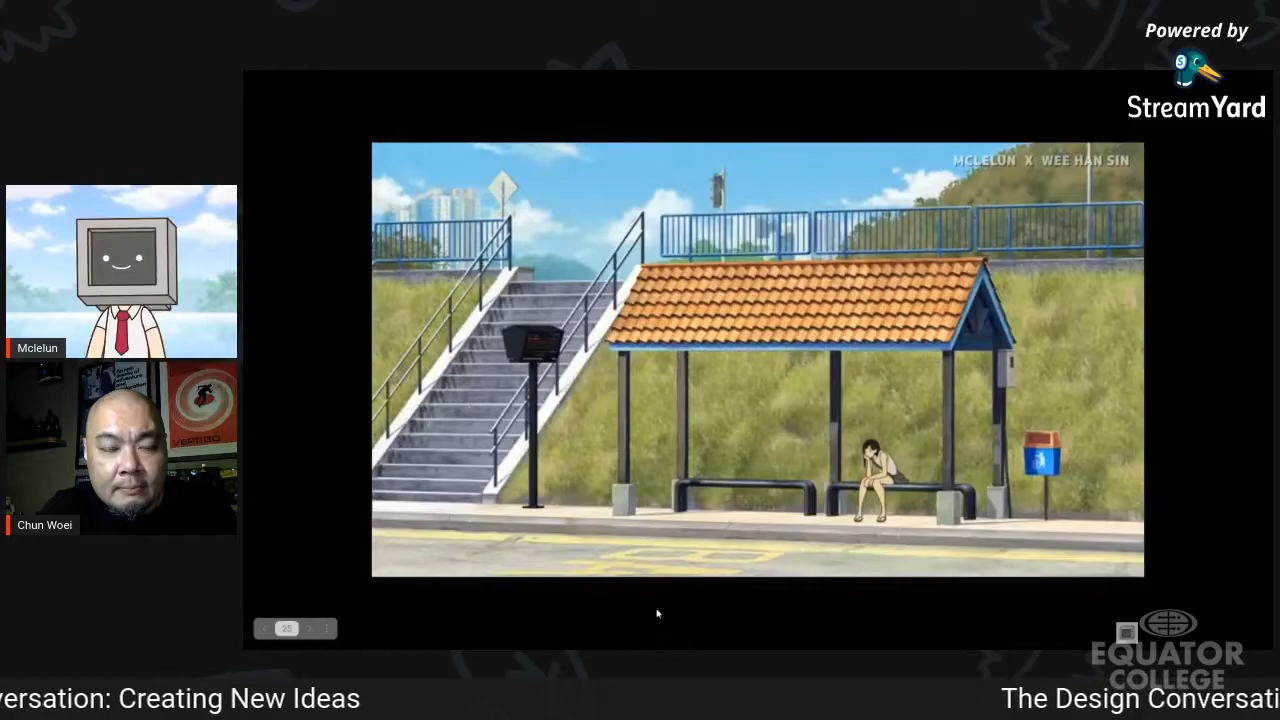 Powered by
StreamYard
MCLELUN X WEE HAN SIN
Mclelun
VERTIGO
Chun Woei
25
EQUATOR
COLLEGE
versation: Creating New Ideas
The Design Conversati